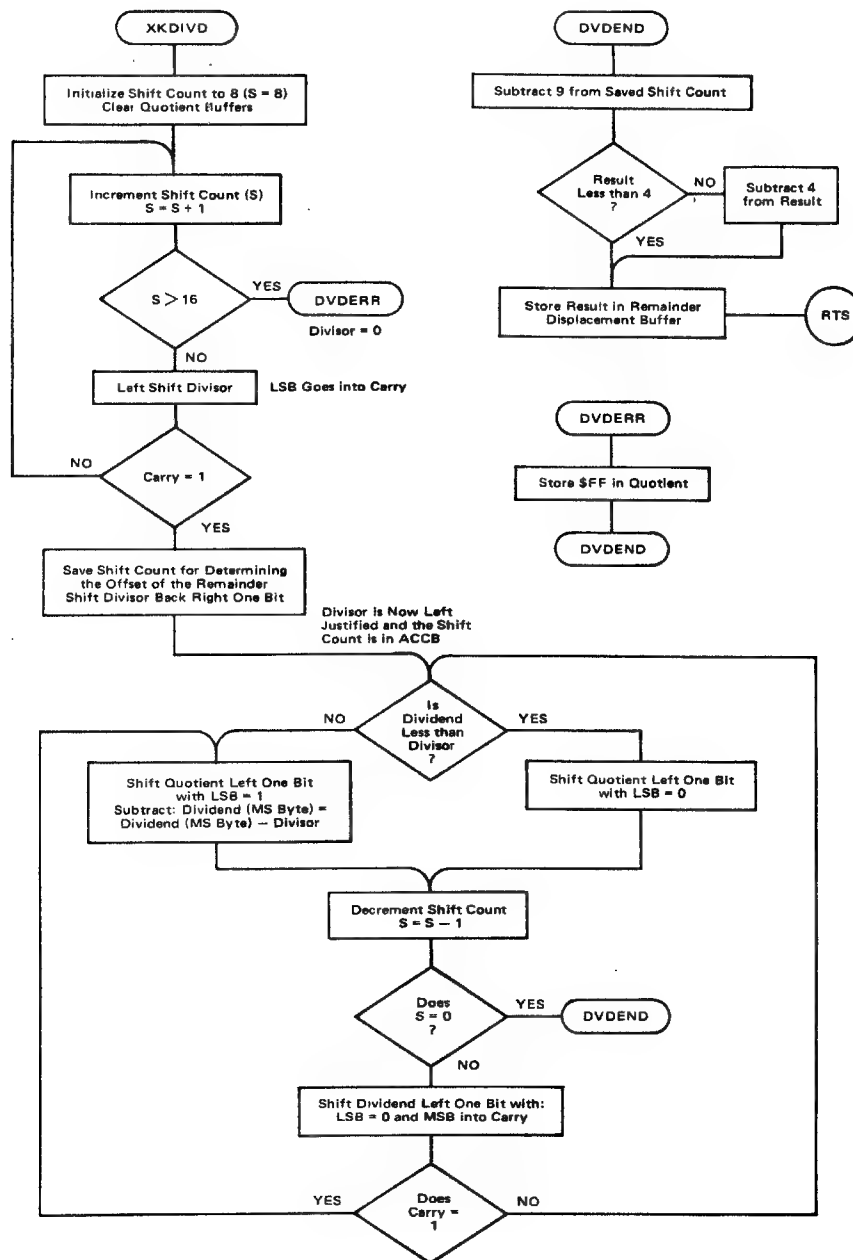 XKDIVD
Initialize Shift Count to 8 (S = 8)
Clear Quotient Buffers
Increment Shift Count (S)
S = S + 1
S > 16
YES
DVDERR
Divisor = 0
NO
Left Shift Divisor
LSB Goes into Carry
NO
Carry = 1
YES
Save Shift Count for Determining
the Offset of the Remainder
Shift Divisor Back Right One Bit
DVDEND
Subtract 9 from Saved Shift Count
Result
Less than 4
?
NO
Subtract 4
from Result
YES
Store Result in Remainder
Displacement Buffer
RTS
DVDERR
Store $FF in Quotient
DVDEND
Divisor is Now Left
Justified and the Shift
Count is in ACCB
NO
Is
Dividend
Less than
Divisor
?
YES
Shift Quotient Left One Bit
with LSB = 1
Subtract: Dividend (MS Byte) =
Dividend (MS Byte) – Divisor
Shift Quotient Left One Bit
with LSB = 0
Decrement Shift Count
S = S – 1
Does
S = 0
?
YES
DVDEND
NO
Shift Dividend Left One Bit with:
LSB = 0 and MSB into Carry
YES
Does
Carry =
1
NO